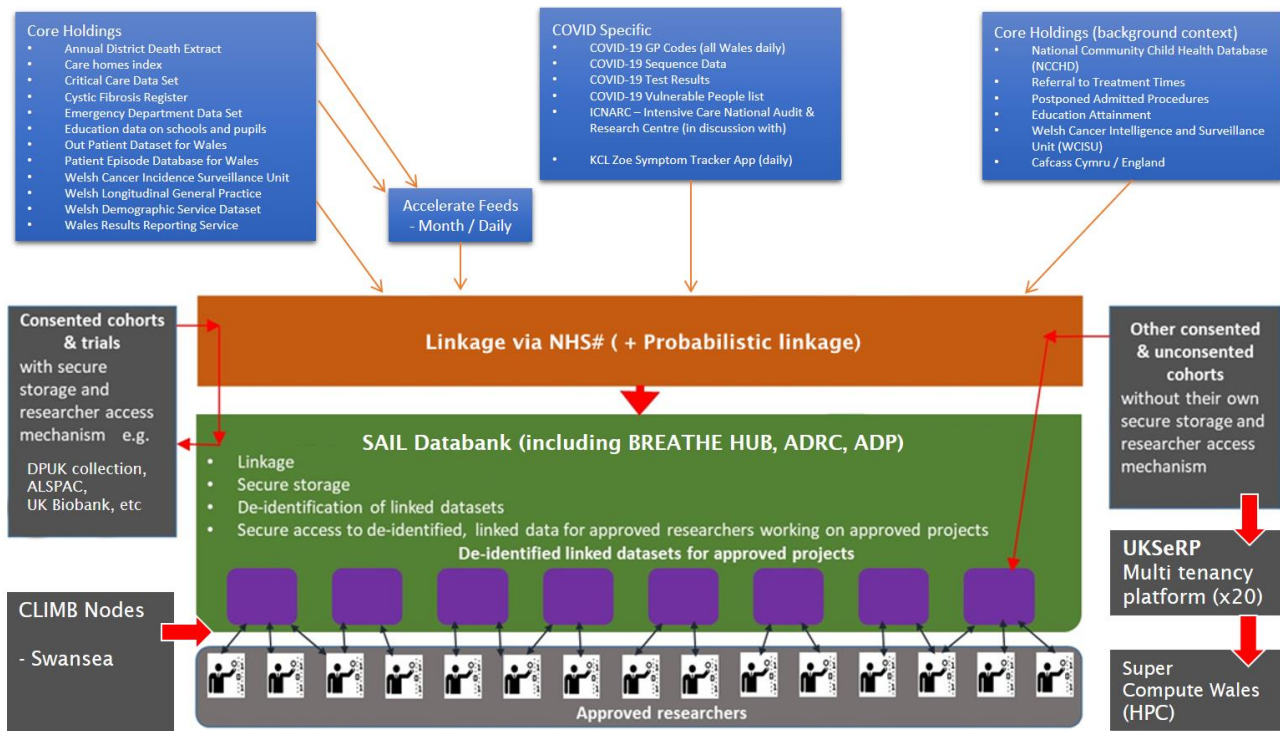 Core Holdings
• Annual District Death Extract
• Care homes index
• Critical Care Data Set
• Cystic Fibrosis Register
• Emergency Department Data Set
• Education data on schools and pupils
• Out Patient Dataset for Wales
• Patient Episode Database for Wales
• Welsh Cancer Incidence Surveillance Unit
• Welsh Longitudinal General Practice
• Welsh Demographic Service Dataset
• Wales Results Reporting Service
Accelerate Feeds
- Month / Daily
COVID Specific
• COVID-19 GP Codes (all Wales daily)
• COVID-19 Sequence Data
• COVID-19 Test Results
• COVID-19 Vulnerable People list
• ICNARC – Intensive Care National Audit &
Research Centre (in discussion with)
• KCL Zoe Symptom Tracker App (daily)
Core Holdings (background context)
• National Community Child Health Database
(NCCHD)
• Referral to Treatment Times
• Postponed Admitted Procedures
• Education Attainment
• Welsh Cancer Intelligence and Surveillance
Unit (WCISU)
• Cafcass Cymru / England
Linkage via NHS# ( + Probabilistic linkage)
Consented cohorts
& trials
with secure
storage and
researcher access
mechanism e.g.
DPUK collection,
ALSPAC,
UK Biobank, etc
SAIL Databank (including BREATHE HUB, ADRC, ADP)
• Linkage
• Secure storage
• De-identification of linked datasets
• Secure access to de-identified, linked data for approved researchers working on approved projects
De-identified linked datasets for approved projects
Other consented
& unconsented
cohorts
without their own
secure storage and
researcher access
mechanism
UKSeRP
Multi tenancy
platform (x20)
Super
Compute Wales
(HPC)
CLIMB Nodes
- Swansea
Approved researchers